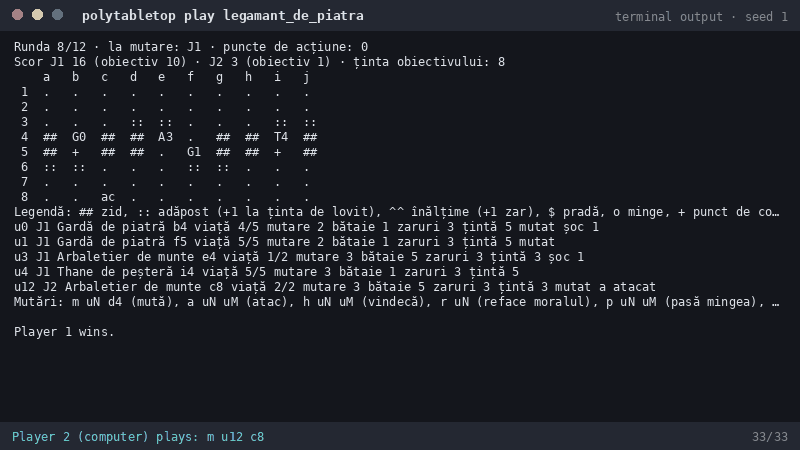 polytabletop play legamant_de_piatra
terminal output · seed 1
Runda 8/12 · la mutare: J1 · puncte de acțiune: 0
Scor J1 16 (obiectiv 10) · J2 3 (obiectiv 1) · ținta obiectivului: 8
a b c d e f g h i j
1 . . . . . . . . . .
2 . . . . . . . . . .
3 . . . :: :: . . . :: ::
4 ## G0 ## ## A3 . ## ## T4 ##
5 ## + ## ## . G1 ## ## + ##
6 :: :: . . . :: :: . . .
7 . . . . . . . . . .
8 . . ac . . . . . . .
Legendă: ## zid, :: adăpost (+1 la ținta de lovit), ^^ înălțime (+1 zar), $ pradă, o minge, + punct de co…
u0 J1 Gardă de piatră b4 viață 4/5 mutare 2 bătaie 1 zaruri 3 țintă 5 mutat șoc 1
u1 J1 Gardă de piatră f5 viață 5/5 mutare 2 bătaie 1 zaruri 3 țintă 5 mutat
u3 J1 Arbaletier de munte e4 viață 1/2 mutare 3 bătaie 5 zaruri 3 țintă 3 șoc 1
u4 J1 Thane de peșteră i4 viață 5/5 mutare 3 bătaie 1 zaruri 3 țintă 5
u12 J2 Arbaletier de munte c8 viață 2/2 mutare 3 bătaie 5 zaruri 3 țintă 3 mutat a atacat
Mutări: m uN d4 (mută), a uN uM (atac), h uN uM (vindecă), r uN (reface moralul), p uN uM (pasă mingea), …
Player 1 wins.
Player 2 (computer) plays: m u12 c8
33/33